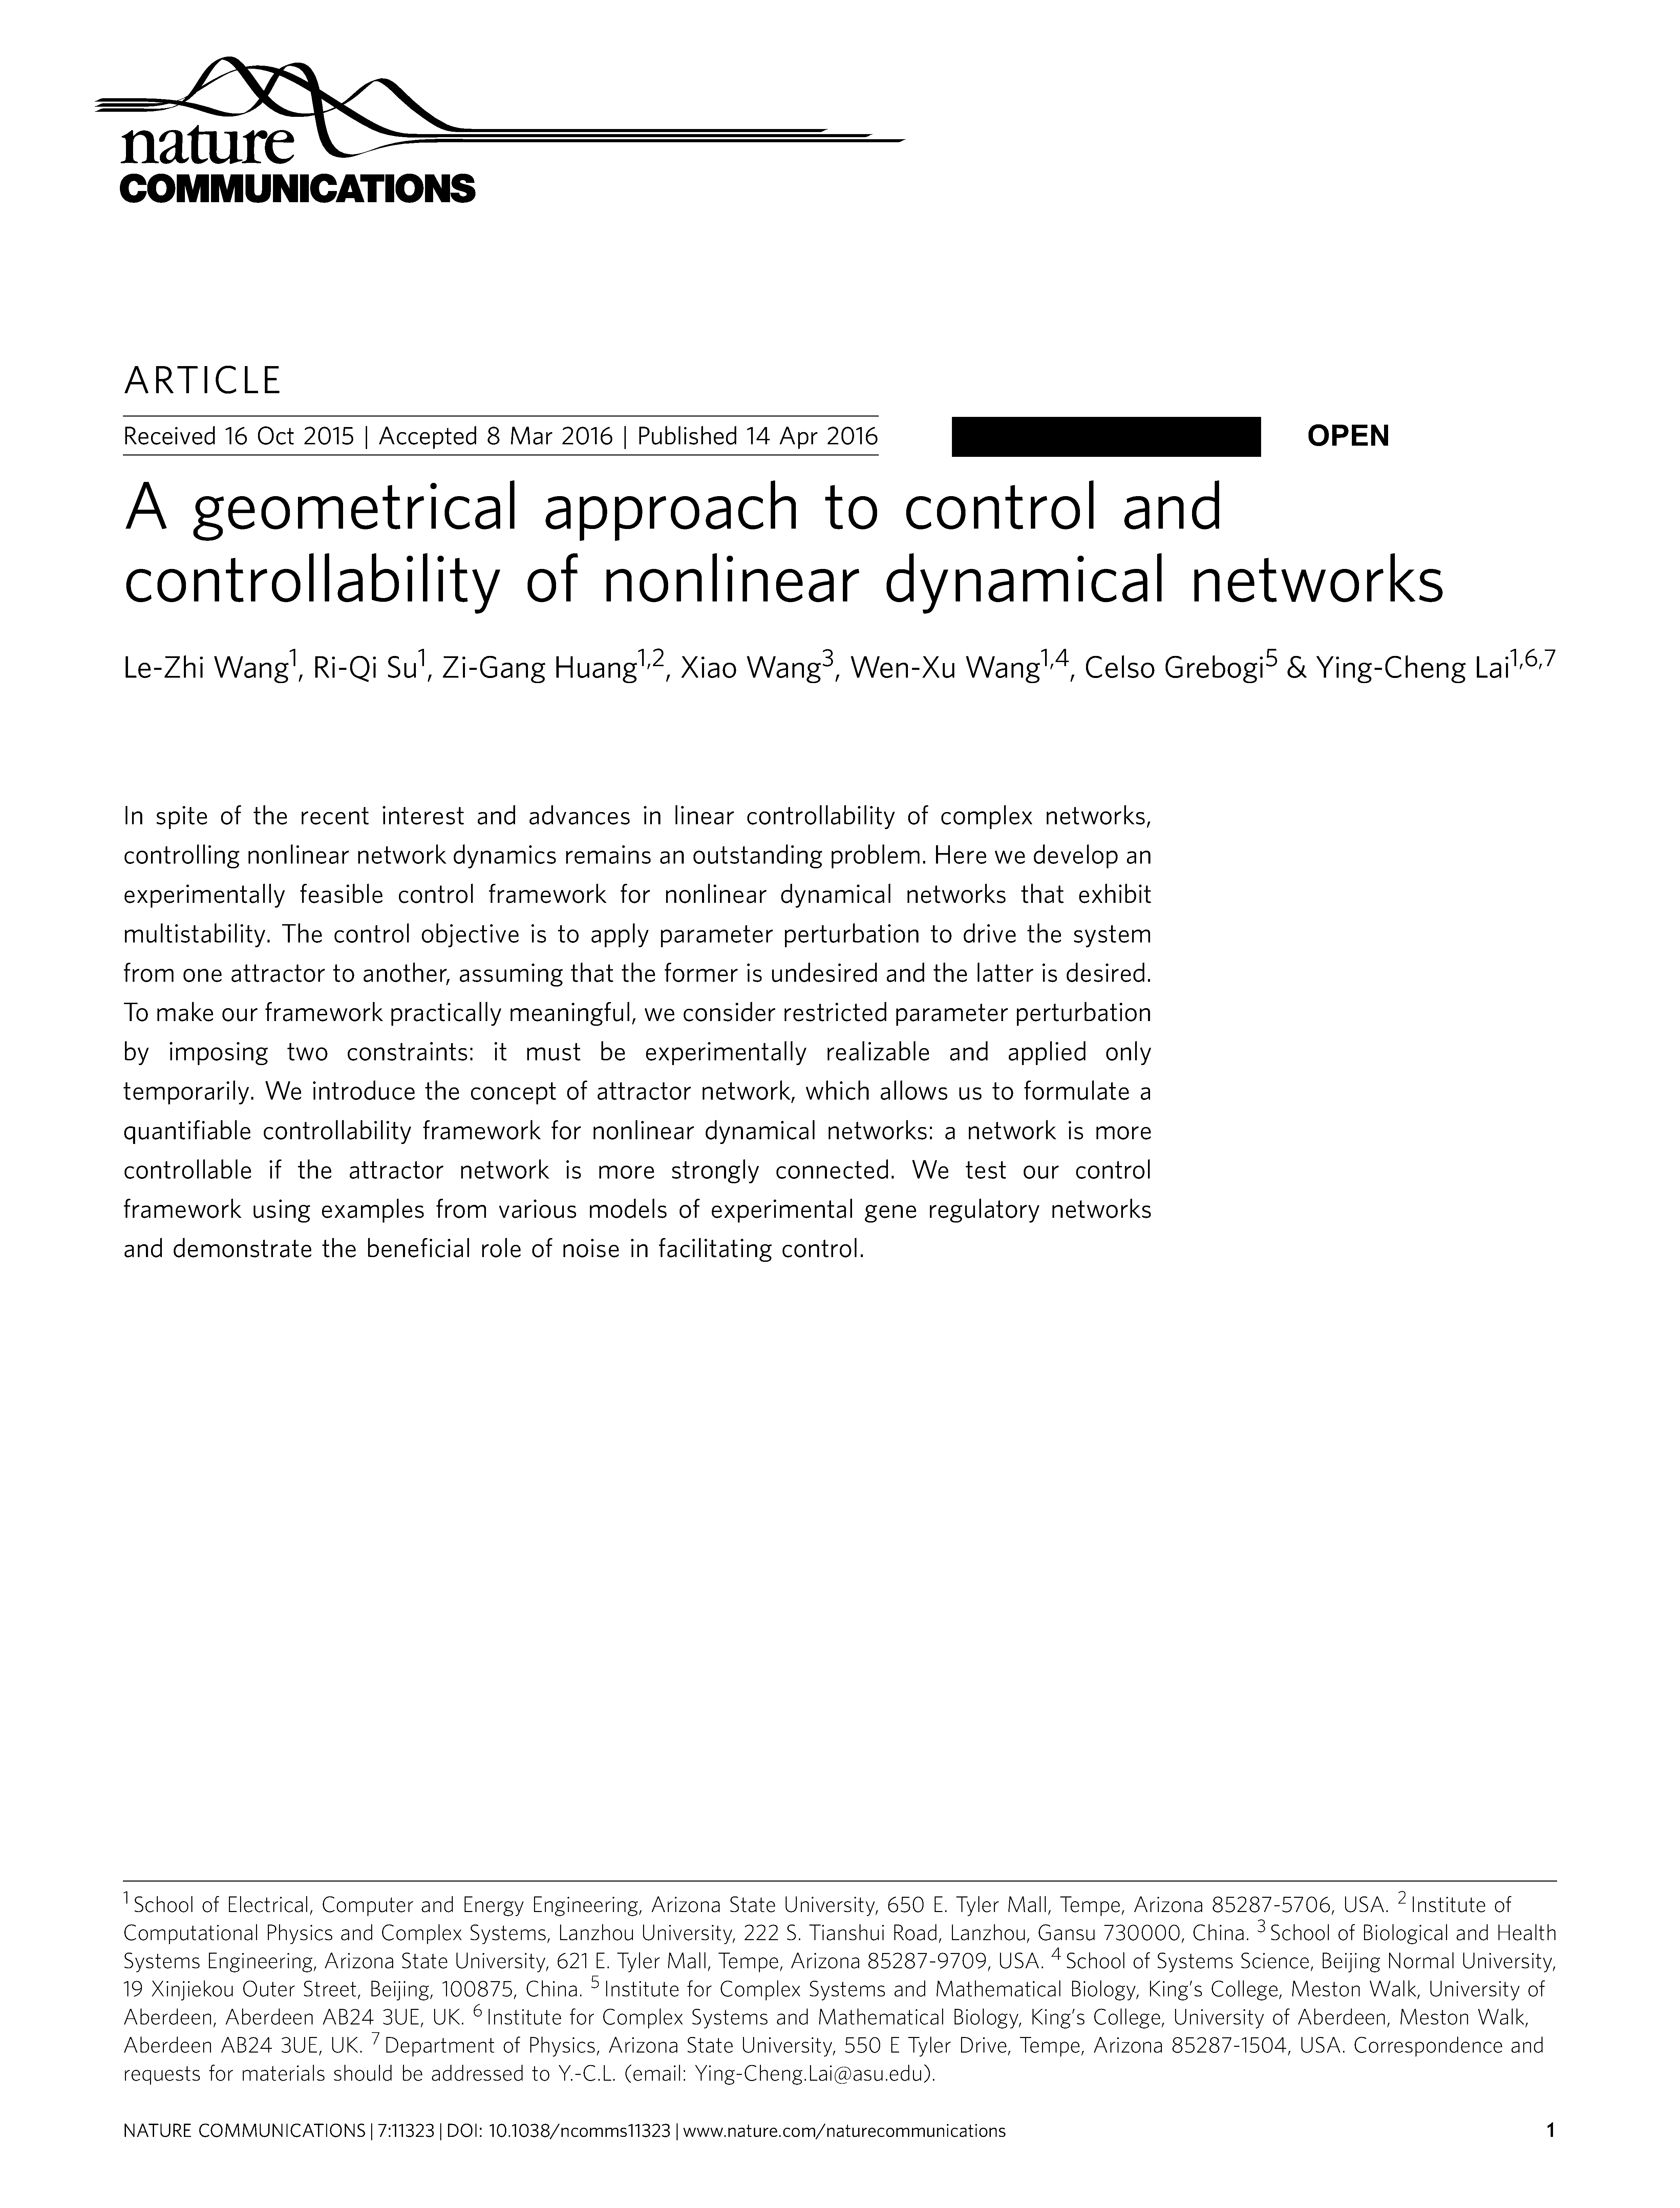 nature
COMMUNICATIONS
ARTICLE
Received 16 Oct 2015 | Accepted 8 Mar 2016 | Published 14 Apr 2016
OPEN
A geometrical approach to control and
controllability of nonlinear dynamical networks
Le-Zhi Wang1, Ri-Qi Su1, Zi-Gang Huang1,2, Xiao Wang3, Wen-Xu Wang1,4, Celso Grebogi5 & Ying-Cheng Lai1,6,7
In spite of the recent interest and advances in linear controllability of complex networks,
controlling nonlinear network dynamics remains an outstanding problem. Here we develop an
experimentally feasible control framework for nonlinear dynamical networks that exhibit
multistability. The control objective is to apply parameter perturbation to drive the system
from one attractor to another, assuming that the former is undesired and the latter is desired.
To make our framework practically meaningful, we consider restricted parameter perturbation
by imposing two constraints: it must be experimentally realizable and applied only
temporarily. We introduce the concept of attractor network, which allows us to formulate a
quantifiable controllability framework for nonlinear dynamical networks: a network is more
controllable if the attractor network is more strongly connected. We test our control
framework using examples from various models of experimental gene regulatory networks
and demonstrate the beneficial role of noise in facilitating control.
1 School of Electrical, Computer and Energy Engineering, Arizona State University, 650 E. Tyler Mall, Tempe, Arizona 85287-5706, USA. 2 Institute of
Computational Physics and Complex Systems, Lanzhou University, 222 S. Tianshui Road, Lanzhou, Gansu 730000, China. 3 School of Biological and Health
Systems Engineering, Arizona State University, 621 E. Tyler Mall, Tempe, Arizona 85287-9709, USA. 4 School of Systems Science, Beijing Normal University,
19 Xinjiekou Outer Street, Beijing, 100875, China. 5 Institute for Complex Systems and Mathematical Biology, King's College, Meston Walk, University of
Aberdeen, Aberdeen AB24 3UE, UK. 6 Institute for Complex Systems and Mathematical Biology, King's College, University of Aberdeen, Meston Walk,
Aberdeen AB24 3UE, UK. 7 Department of Physics, Arizona State University, 550 E Tyler Drive, Tempe, Arizona 85287-1504, USA. Correspondence and
requests for materials should be addressed to Y.-C.L. (email: Ying-Cheng.Lai@asu.edu).
NATURE COMMUNICATIONS | 7:11323 | DOI: 10.1038/ncomms11323 | www.nature.com/naturecommunications 1